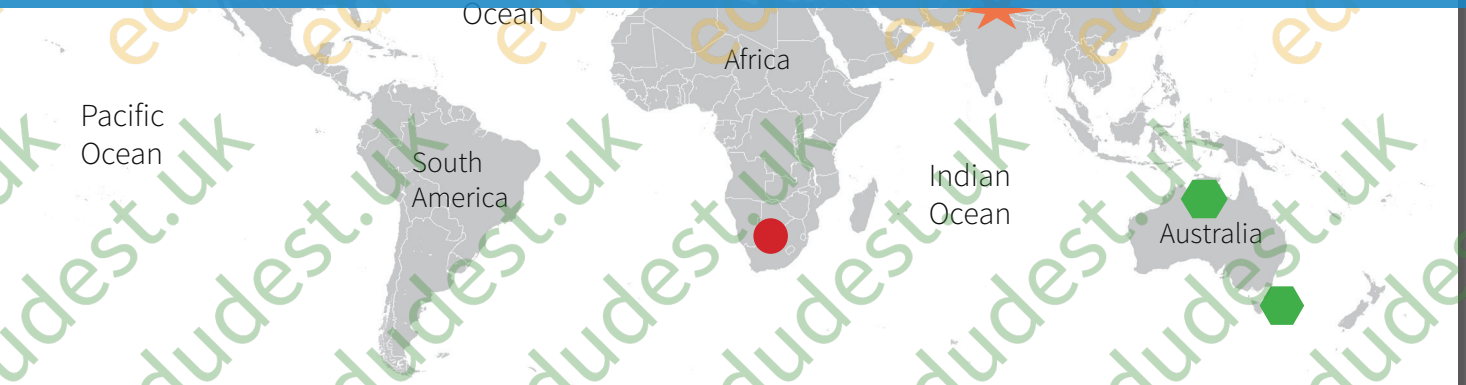 Ocean
Africa
Pacific
Ocean
South
America
Indian
Ocean
Australia
edudest.uk